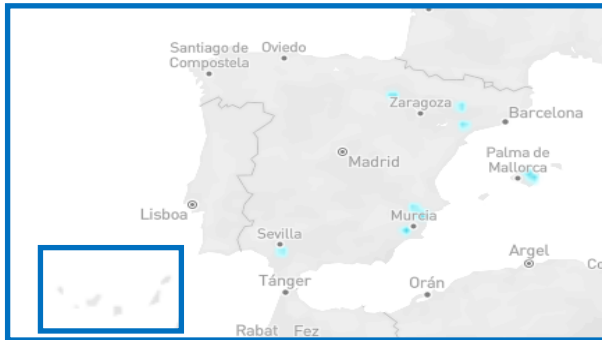 Santiago de
Compostela
Oviedo
Zaragoza
Barcelona
Madrid
Palma de
Mallorca
Lisboa
Murcia
Sevilla
Argel
Tánger
Orán
Rabat
Fez